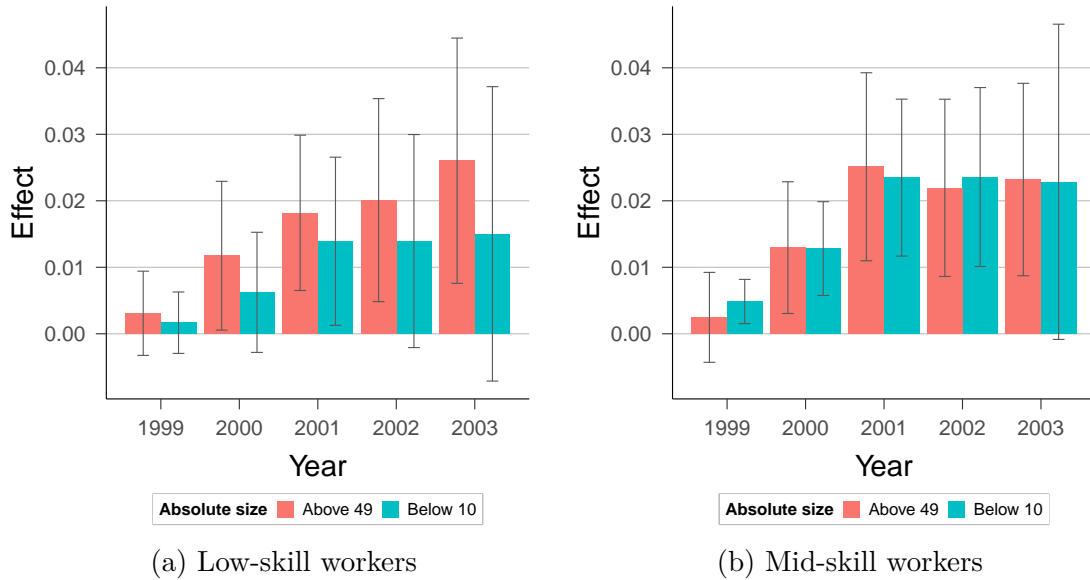 0.04
0.03
0.02
0.01
0.00
Effect
1999 2000 2001 2002 2003
Year
Absolute size Above 49 Below 10
(a) Low-skill workers
0.04
0.03
0.02
0.01
0.00
Effect
1999 2000 2001 2002 2003
Year
Absolute size Above 49 Below 10
(b) Mid-skill workers